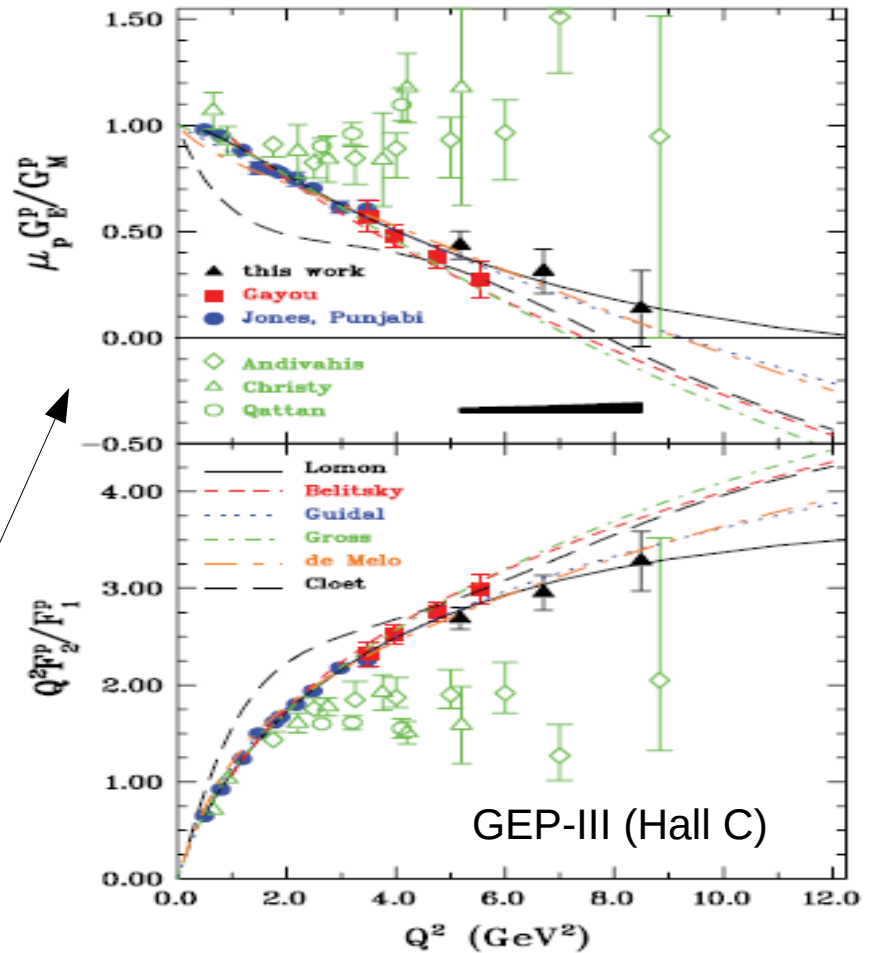 1.50
1.00
0.50
0.00
−0.50
μpGEp/GMp
this work
Gayou
Jones, Punjabi
Andivahis
Christy
Qattan
4.00
3.00
2.00
1.00
0.00
Q²F2p/F1p
Lomon
Belitsky
Guidal
Gross
de Melo
Cloet
GEP-III (Hall C)
0.0 2.0 4.0 6.0 8.0 10.0 12.0
Q² (GeV²)